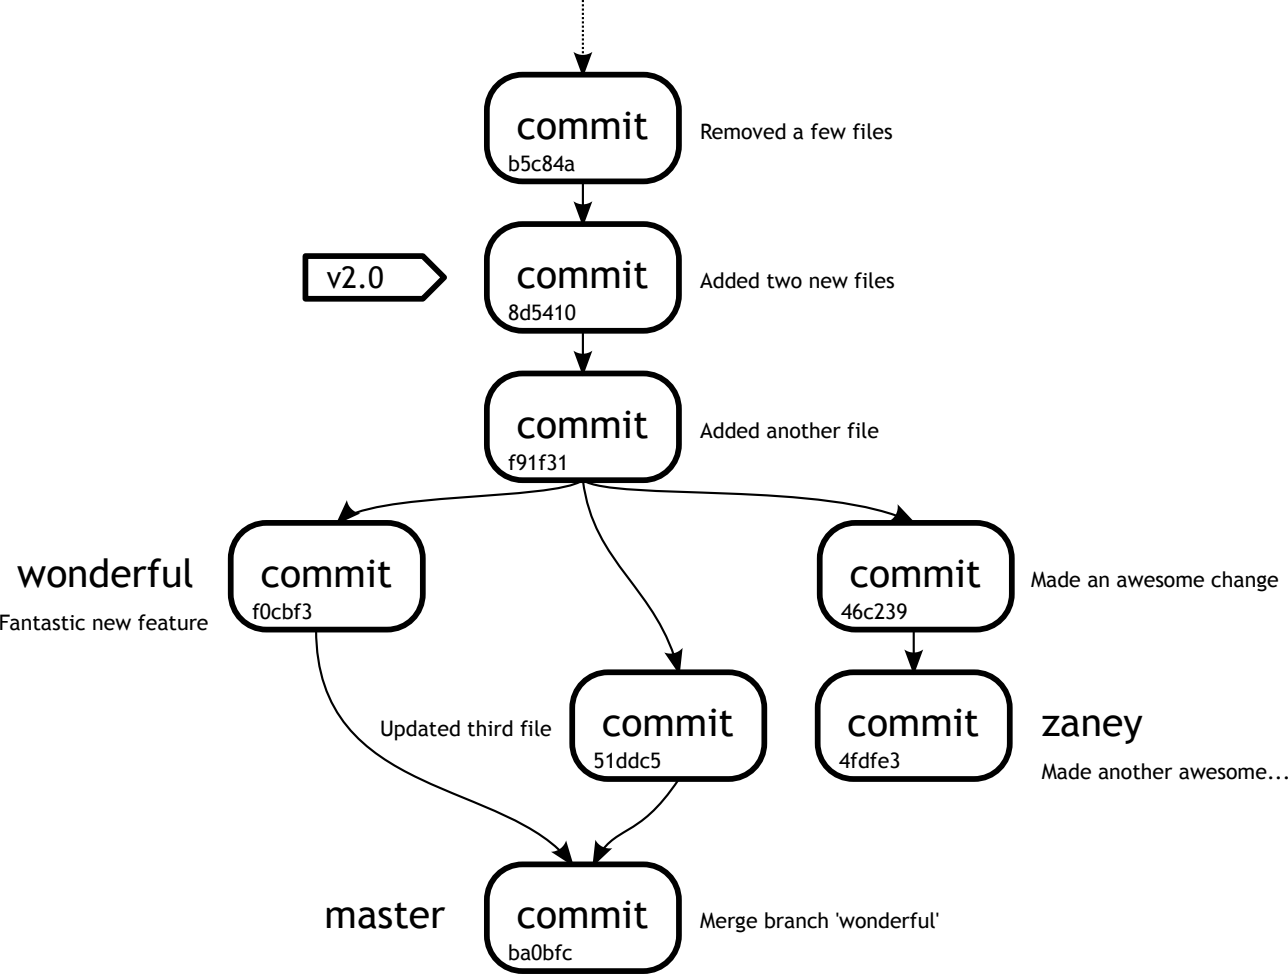 commit
b5c84a
Removed a few files
v2.0
commit
8d5410
Added two new files
commit
f91f31
Added another file
wonderful
Fantastic new feature
commit
f0cbf3
commit
46c239
Made an awesome change
Updated third file
commit
51ddc5
commit
4fdfe3
zaney
Made another awesome...
master
commit
ba0bfc
Merge branch 'wonderful'